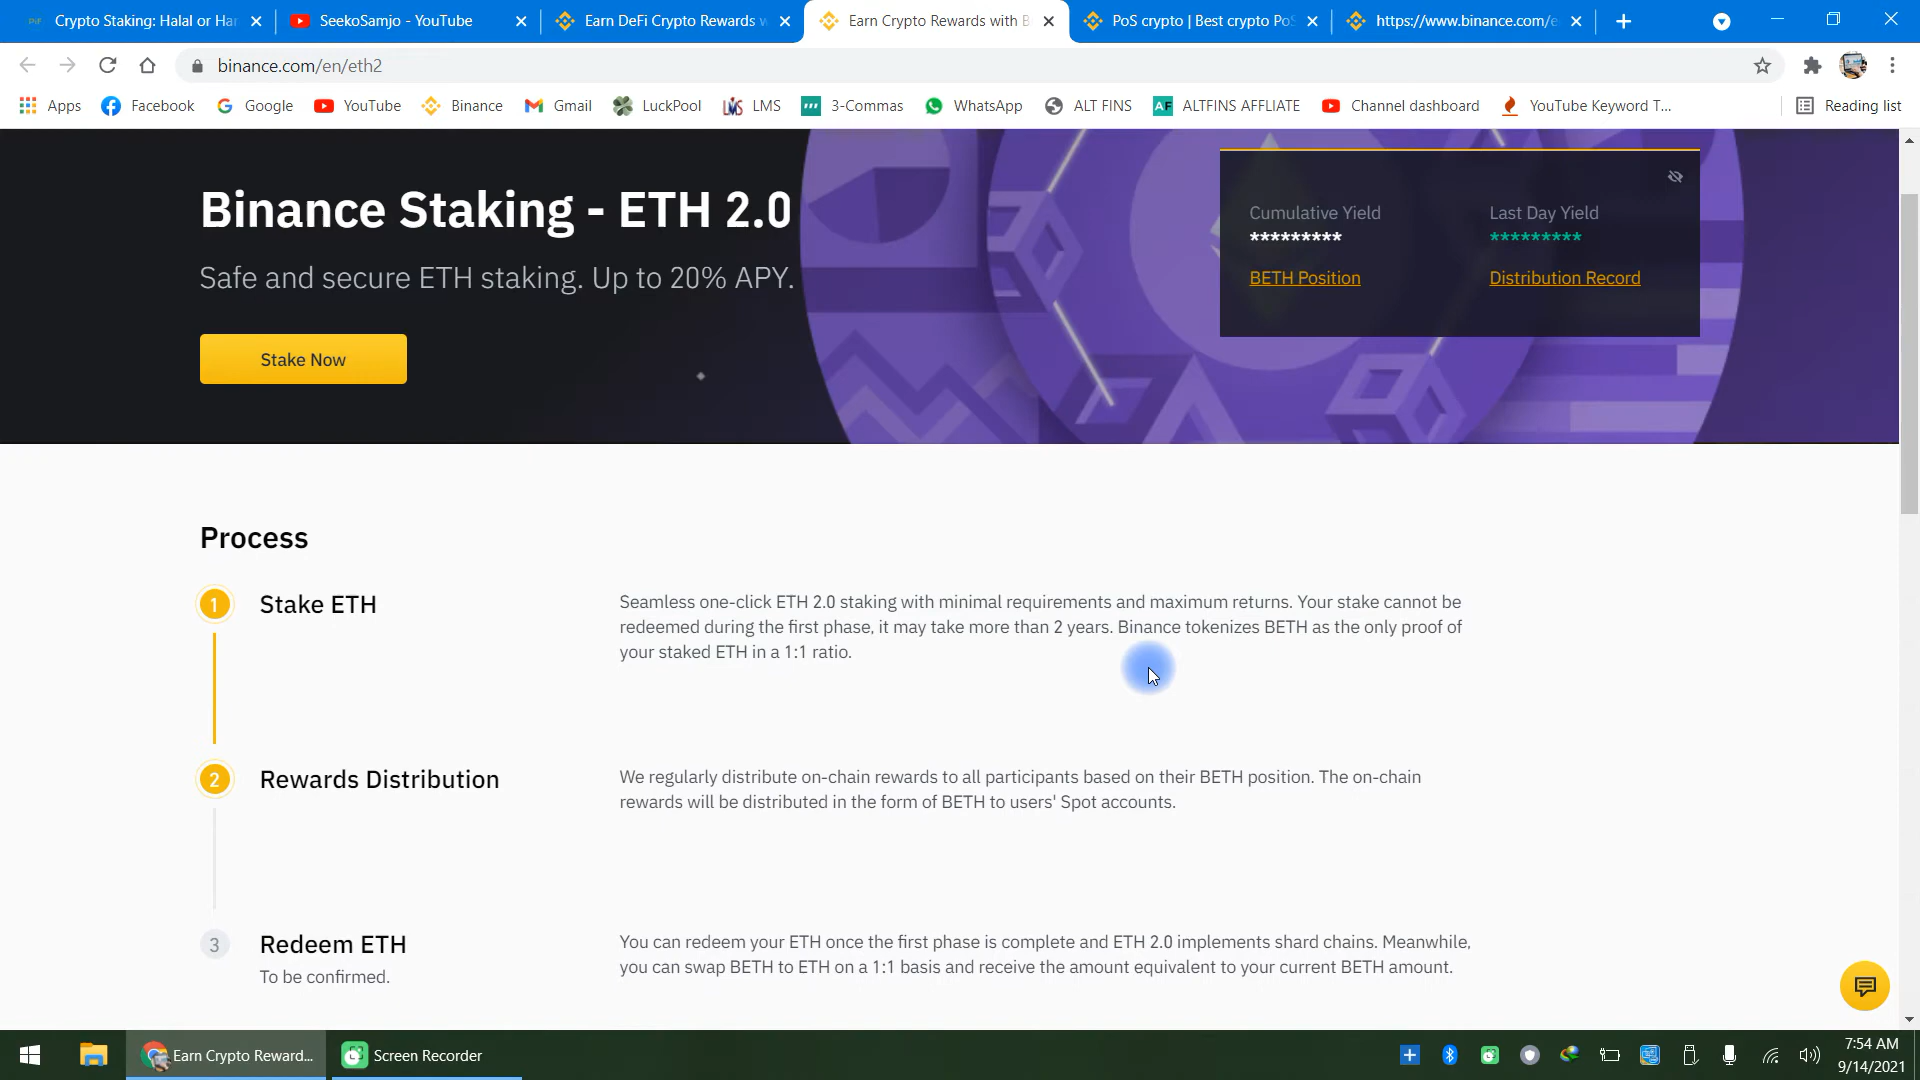 Crypto Staking: Halal or Har
SeekoSamjo - YouTube
Earn DeFi Crypto Rewards w
Earn Crypto Rewards with B
PoS crypto | Best crypto PoS
https://www.binance.com/e
binance.com/en/eth2
Apps
Facebook
Google
YouTube
Binance
Gmail
LuckPool
LMS
3-Commas
WhatsApp
ALT FINS
ALTFINS AFFLIATE
Channel dashboard
YouTube Keyword T...
Reading list
Binance Staking - ETH 2.0
Safe and secure ETH staking. Up to 20% APY.
Stake Now
Cumulative Yield
*********
BETH Position
Last Day Yield
*********
Distribution Record
Process
1
Stake ETH
Seamless one-click ETH 2.0 staking with minimal requirements and maximum returns. Your stake cannot be
redeemed during the first phase, it may take more than 2 years. Binance tokenizes BETH as the only proof of
your staked ETH in a 1:1 ratio.
2
Rewards Distribution
We regularly distribute on-chain rewards to all participants based on their BETH position. The on-chain
rewards will be distributed in the form of BETH to users' Spot accounts.
3
Redeem ETH
To be confirmed.
You can redeem your ETH once the first phase is complete and ETH 2.0 implements shard chains. Meanwhile,
you can swap BETH to ETH on a 1:1 basis and receive the amount equivalent to your current BETH amount.
Earn Crypto Reward...
Screen Recorder
7:54 AM
9/14/2021